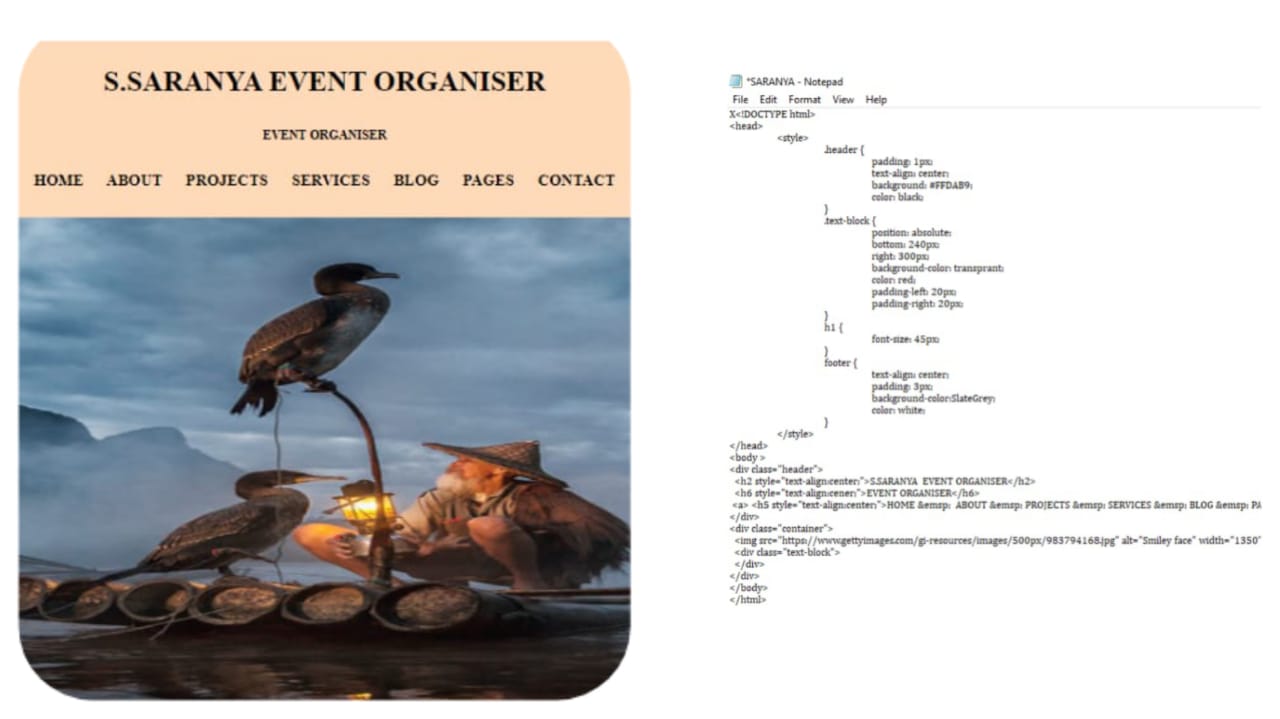 S.SARANYA EVENT ORGANISER
EVENT ORGANISER
HOME ABOUT PROJECTS SERVICES BLOG PAGES CONTACT
*SARANYA - Notepad
File Edit Format View Help
X<!DOCTYPE html>
<head>
<style>
.header {
padding: 1px;
text-align: center;
background: #FFDAB9;
color: black;
}
.text-block {
position: absolute;
bottom: 240px;
right: 300px;
background-color: transprant;
color: red;
padding-left: 20px;
padding-right: 20px;
}
h1 {
font-size: 45px;
}
footer {
text-align: center;
padding: 3px;
background-color:SlateGrey;
color: white;
}
</style>
</head>
<body >
<div class="header">
<h2 style="text-align:center;">S.SARANYA EVENT ORGANISER</h2>
<h6 style="text-align:cener;">EVENT ORGANISER</h6>
<a> <h5 style="text-align:center;">HOME &emsp; ABOUT &emsp; PROJECTS &emsp; SERVICES &emsp; BLOG &emsp; PA
</div>
<div class="container">
<img src="https://www.gettyimages.com/gi-resources/images/500px/983794168.jpg" alt="Smiley face" width="1350"
<div class="text-block">
</div>
</div>
</body>
</html>